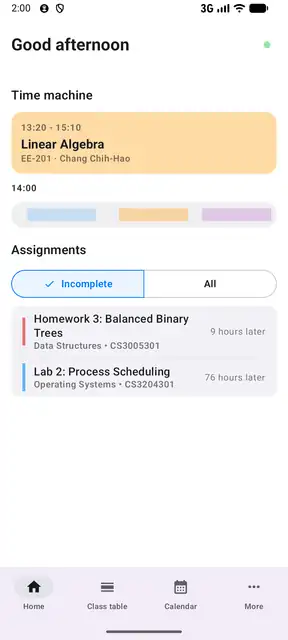 2:00
3G
Good afternoon
Time machine
13:20 - 15:10
Linear Algebra
EE-201 · Chang Chih-Hao
14:00
Assignments
Incomplete
All
Homework 3: Balanced Binary
Trees
9 hours later
Data Structures • CS3005301
Lab 2: Process Scheduling
76 hours later
Operating Systems • CS3204301
Home
Class table
Calendar
More